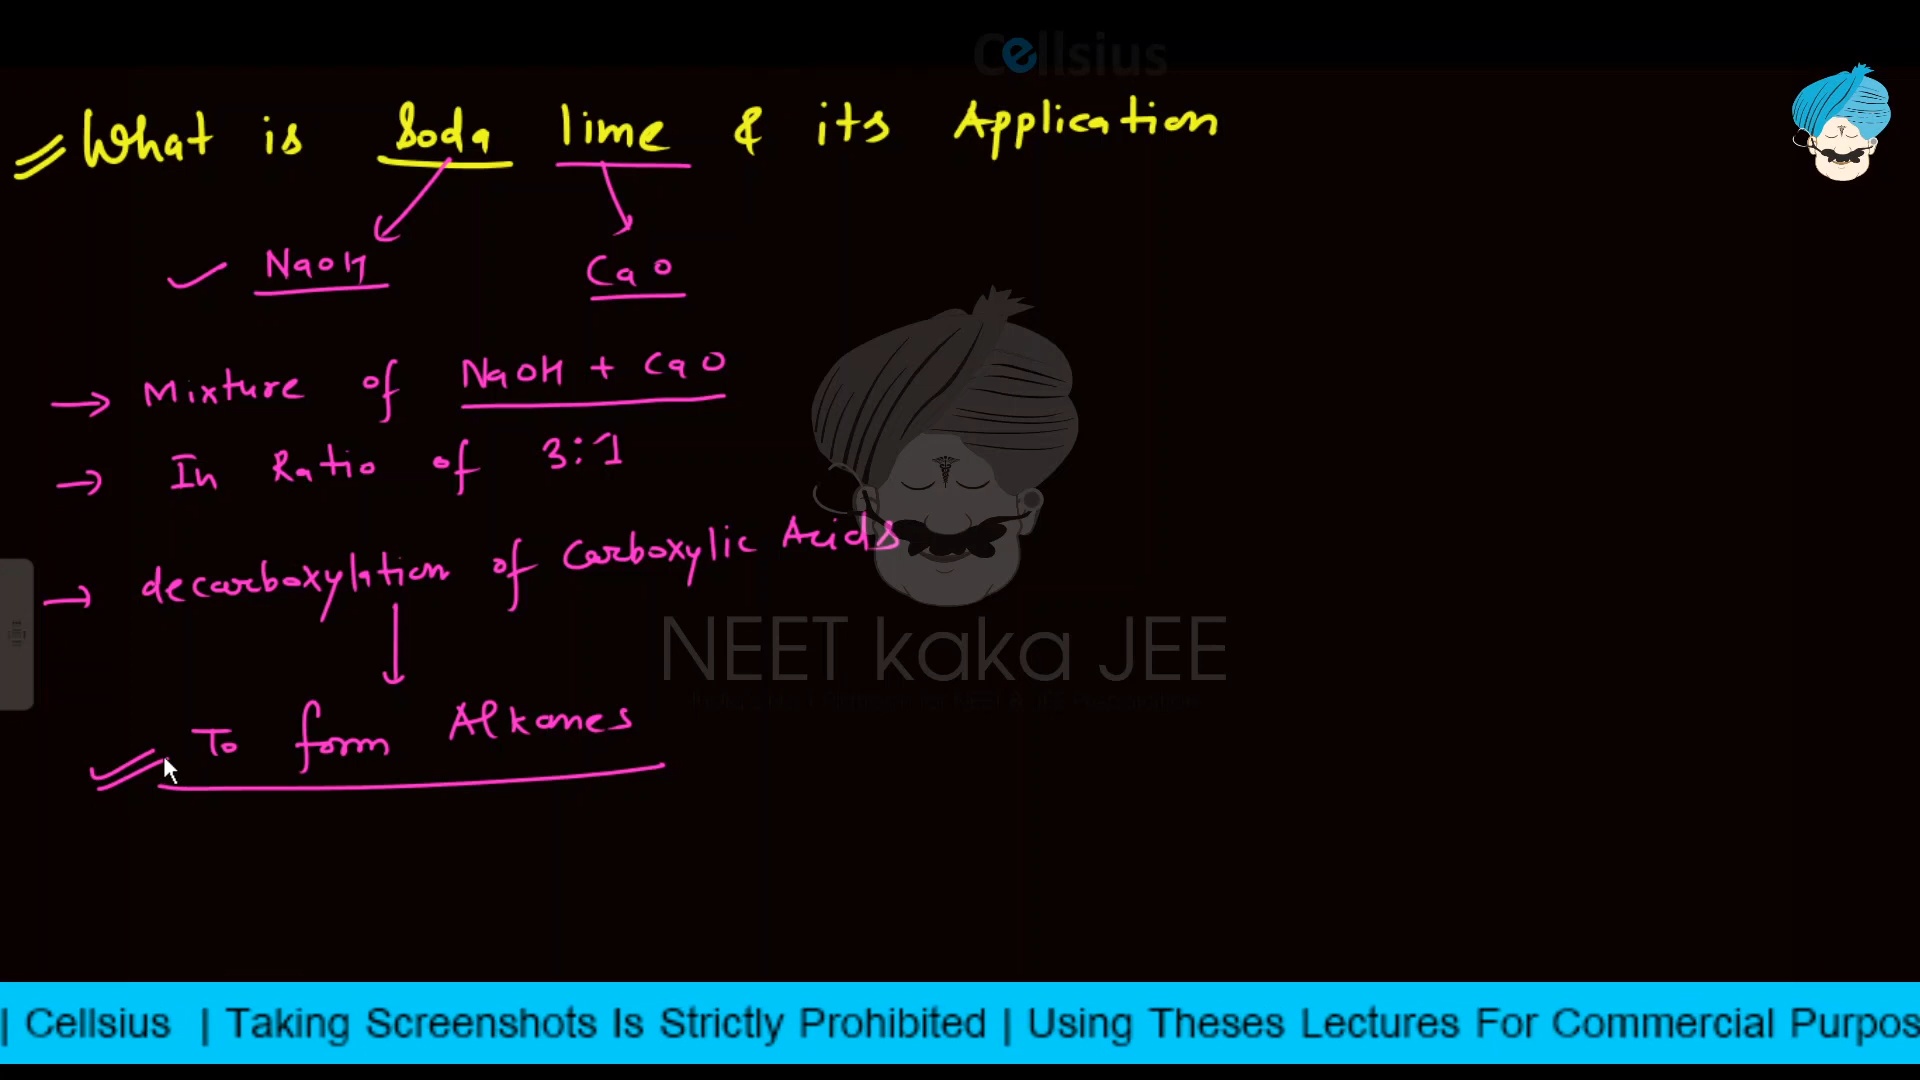 Cellsius
What is Soda lime & its Application
NaOH CaO
→ Mixture of NaOH + CaO
→ In Ratio of 3:1
→ decarboxylation of Carboxylic Acids
NEET kaka JEE
To form Alkanes
| Cellsius | Taking Screenshots Is Strictly Prohibited | Using Theses Lectures For Commercial Purpos